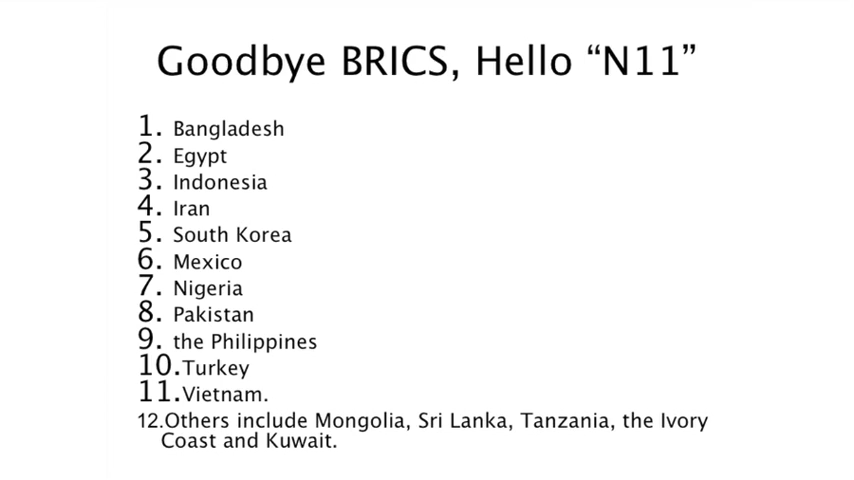 Goodbye BRICS, Hello “N11”
1. Bangladesh
2. Egypt
3. Indonesia
4. Iran
5. South Korea
6. Mexico
7. Nigeria
8. Pakistan
9. the Philippines
10.Turkey
11.Vietnam.
12.Others include Mongolia, Sri Lanka, Tanzania, the Ivory
Coast and Kuwait.